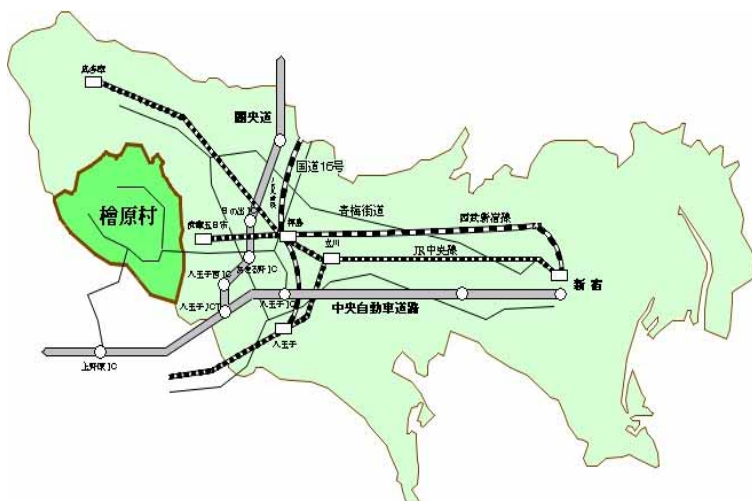 奥多摩
圏央道
国道16号
日の出IC
青梅街道
檜原村
武蔵五日市
拝島
西武新宿線
立川
JR中央線
あきる野IC
八王子西IC
新宿
八王子JCT
八王子IC
中央自動車道路
八王子
上野原IC